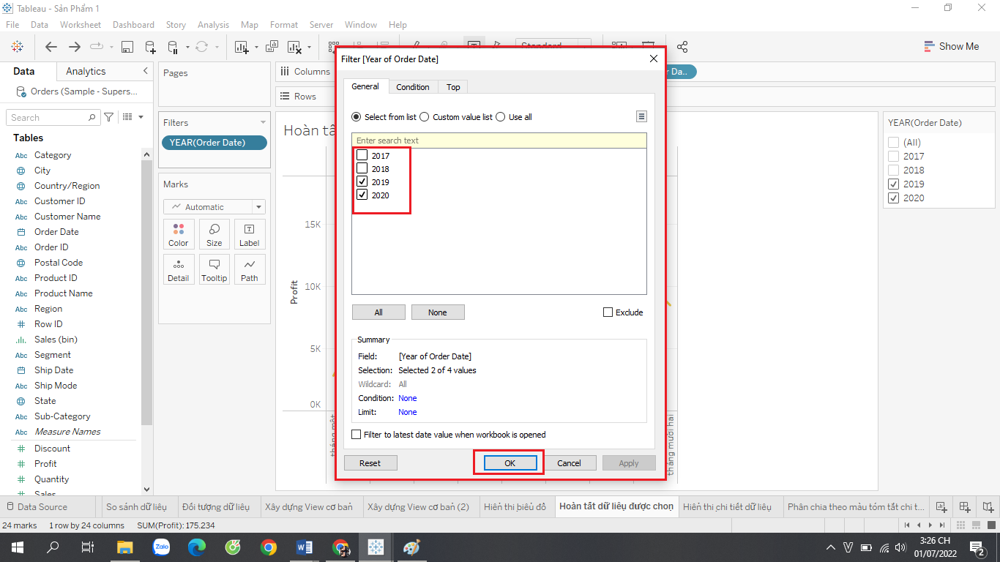 Tableau - Sản Phẩm 1
File Data Worksheet Dashboard Story Analysis Map Format Server Window Help
Standard
Show Me
Data Analytics
Orders (Sample - Supers...
Search
Tables
Abc Category
City
Country/Region
Abc Customer ID
Abc Customer Name
Order Date
Abc Order ID
Postal Code
Abc Product ID
Abc Product Name
Abc Region
Row ID
Sales (bin)
Abc Segment
Ship Date
Abc Ship Mode
State
Abc Sub-Category
Abc Measure Names
Discount
Profit
Quantity
Sales
Pages
Filters
YEAR(Order Date)
Marks
Automatic
Color Size Label
Detail Tooltip Path
Columns
r Da..
Rows
Hoàn tấ
15K
10K
5K
0K
Profit
tháng một
tháng mười hai
Filter [Year of Order Date]
General Condition Top
Select from list Custom value list Use all
Enter search text
2017
2018
2019
2020
All None Exclude
Summary
Field: [Year of Order Date]
Selection: Selected 2 of 4 values
Wildcard: All
Condition: None
Limit: None
Filter to latest date value when workbook is opened
Reset OK Cancel Apply
YEAR(Order Date)
(All)
2017
2018
2019
2020
Data Source So sánh dữ liệu Đối tượng dữ liệu Xây dựng View cơ bản Xây dựng View cơ bản (2) Hiển thị biểu đồ Hoàn tất dữ liệu được chọn Hiển thị chi tiết dữ liệu Phân chia theo màu tóm tắt chi t...
24 marks 1 row by 24 columns SUM(Profit): 175.234
Zalo
3:26 CH
01/07/2022
2